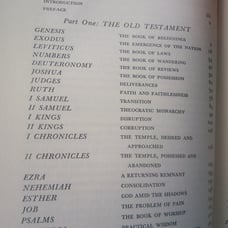 INTRODUCTION
PREFACE
Part One: THE OLD TESTAMENT
GENESIS THE BOOK OF BEGINNINGS
EXODUS THE EMERGENCE OF THE NATION
LEVITICUS THE BOOK OF LAWS
NUMBERS THE BOOK OF WANDERING
DEUTERONOMY THE BOOK OF REVIEWS
JOSHUA THE BOOK OF POSSESSION
JUDGES DELIVERANCES
RUTH FAITH AND FAITHLESSNESS
I SAMUEL TRANSITION
II SAMUEL THEOCRATIC MONARCHY
I KINGS DISRUPTION
II KINGS CORRUPTION
I CHRONICLES THE TEMPLE, DESIRED AND
APPROACHED
II CHRONICLES THE TEMPLE, POSSESSED AND
ABANDONED
EZRA A RETURNING REMNANT
NEHEMIAH CONSOLIDATION
ESTHER GOD AMID THE SHADOWS
JOB THE PROBLEM OF PAIN
PSALMS THE BOOK OF WORSHIP
PRACTICAL WISDOM